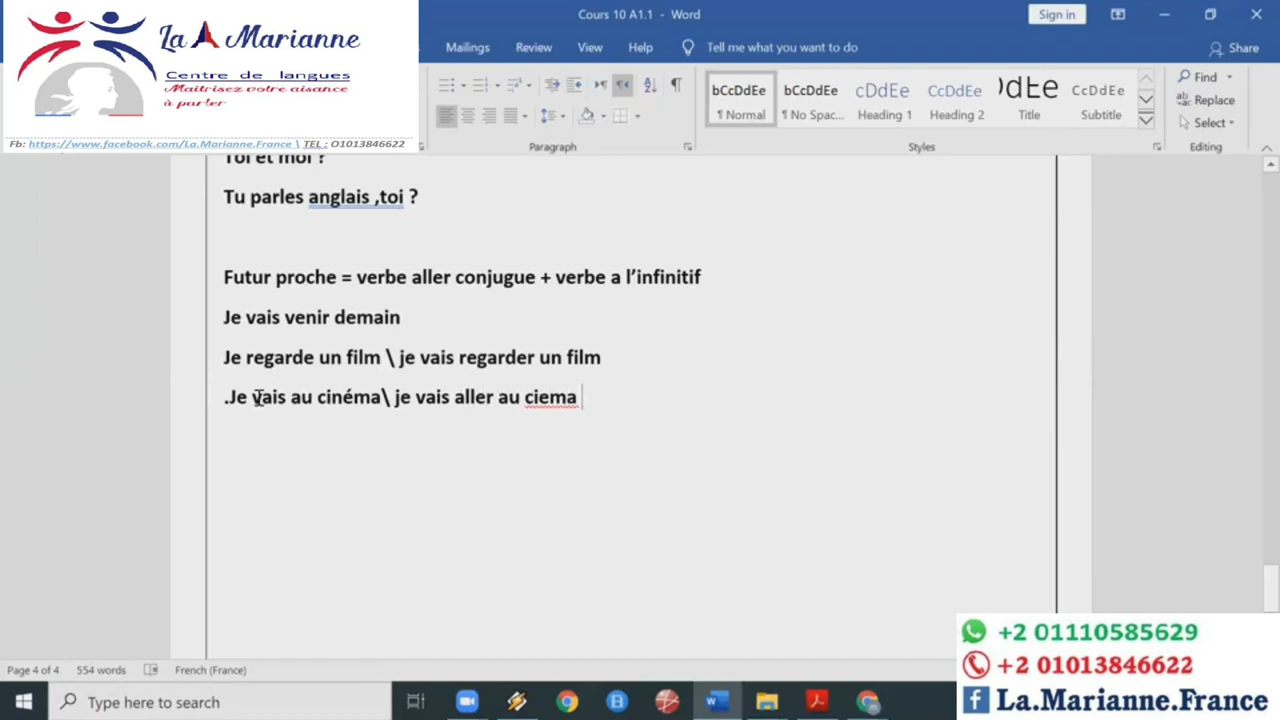 La Marianne
Centre de langues
Maitrisez votre aisance
à parler
Fb: https://www.facebook.com/La.Marianne.France \ TEL : 01013846622
Cours 10 A1.1 - Word
Sign in
Mailings Review View Help Tell me what you want to do
Share
bCcDdEe bCcDdEe cDdEe CcDdEe )dDtE CcDdEe
¶ Normal ¶ No Spac... Heading 1 Heading 2 Title Subtitle
Find
Replace
Select
Paragraph Styles Editing
Toi et moi ?
Tu parles anglais ,toi ?
Futur proche = verbe aller conjugue + verbe a l’infinitif
Je vais venir demain
Je regarde un film \ je vais regarder un film
.Je vais au cinéma\ je vais aller au ciema
+2 01110585629
+2 01013846622
La.Marianne.France
Page 4 of 4 554 words French (France)
Type here to search